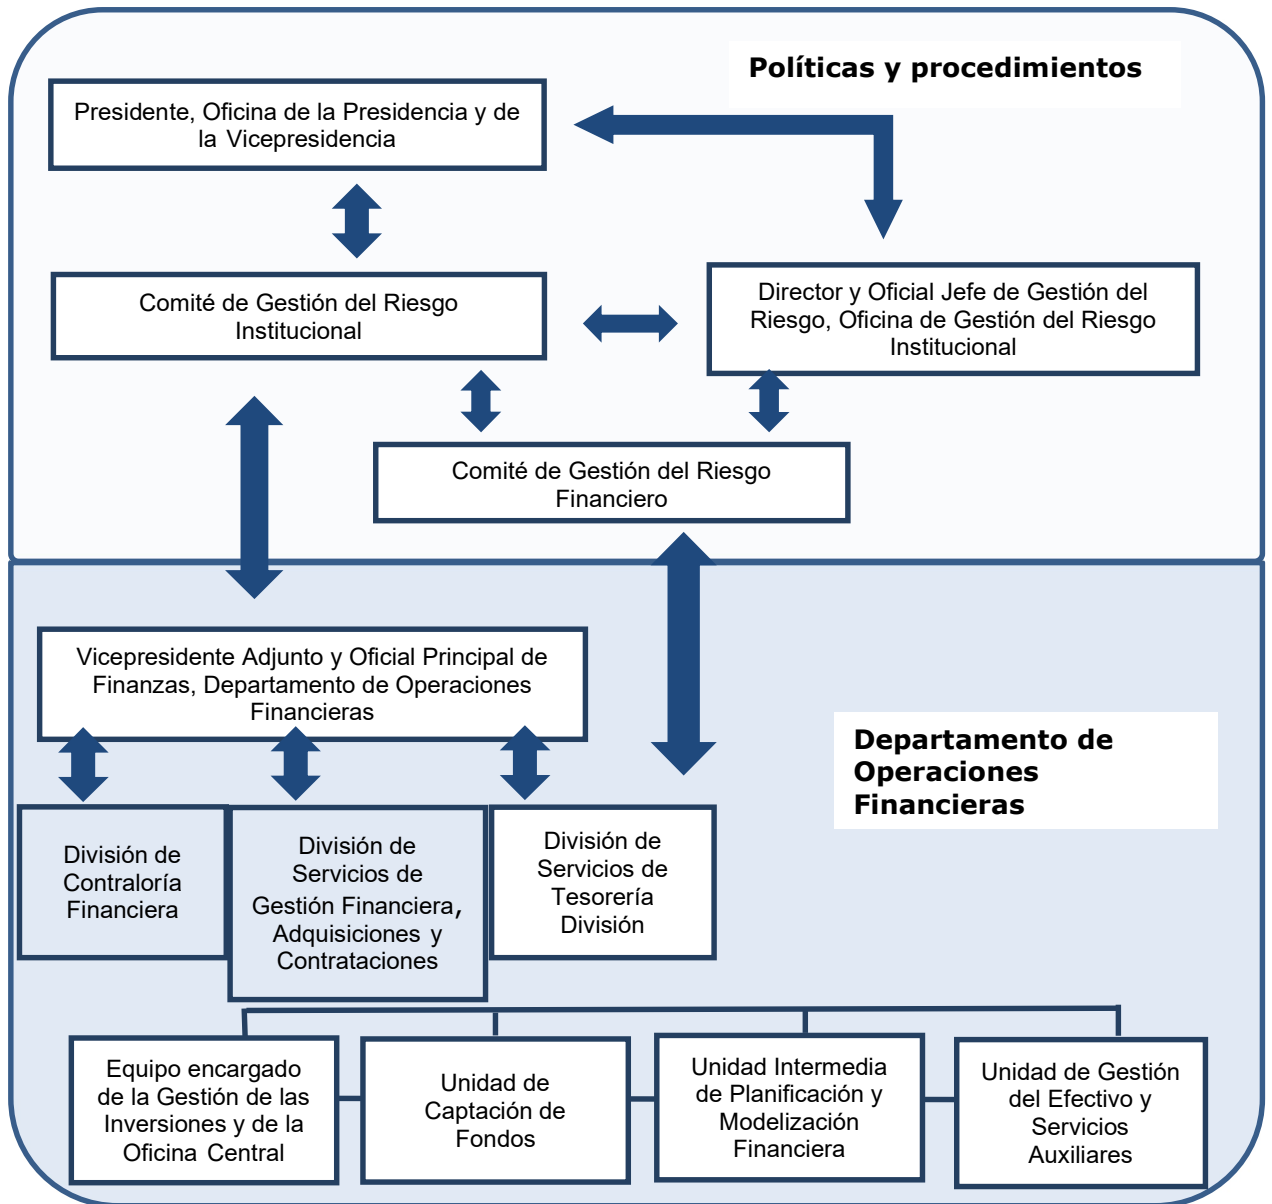 Políticas y procedimientos
Presidente, Oficina de la Presidencia y de
la Vicepresidencia
Comité de Gestión del Riesgo
Institucional
Director y Oficial Jefe de Gestión del
Riesgo, Oficina de Gestión del Riesgo
Institucional
Comité de Gestión del Riesgo
Financiero
Vicepresidente Adjunto y Oficial Principal de
Finanzas, Departamento de Operaciones
Financieras
Departamento de
Operaciones
Financieras
División de
Contraloría
Financiera
División de
Servicios de
Gestión Financiera,
Adquisiciones y
Contrataciones
División de
Servicios de
Tesorería
División
Equipo encargado
de la Gestión de las
Inversiones y de la
Oficina Central
Unidad de
Captación de
Fondos
Unidad Intermedia
de Planificación y
Modelización
Financiera
Unidad de Gestión
del Efectivo y
Servicios
Auxiliares